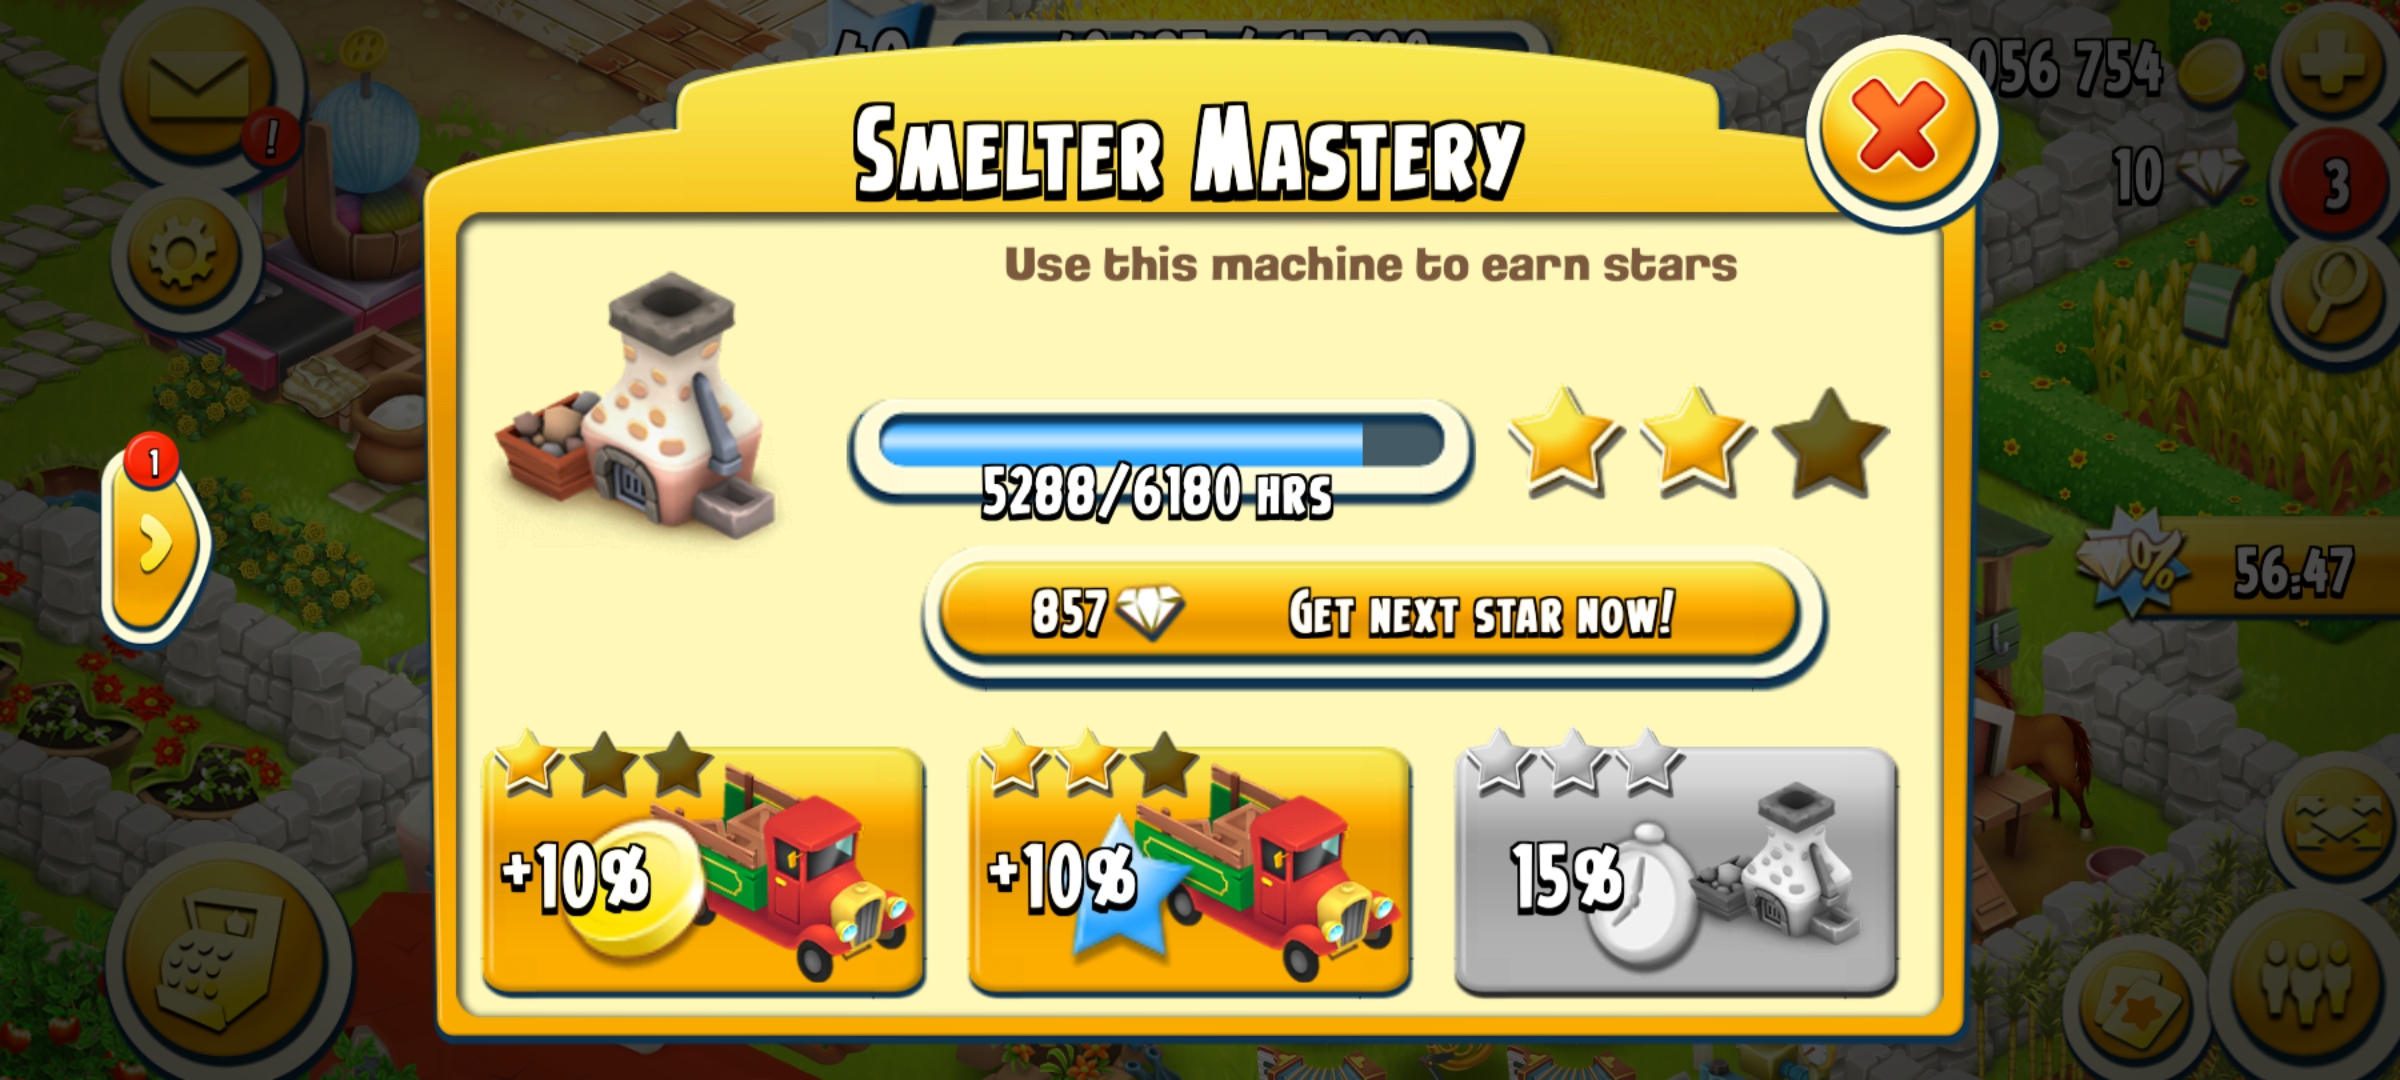 SMELTER MASTERY
Use this machine to earn stars
5288/6180 HRS
857 GET NEXT STAR NOW!
+10%
+10%
15%
!
1
056 754
10
3
56:47
%